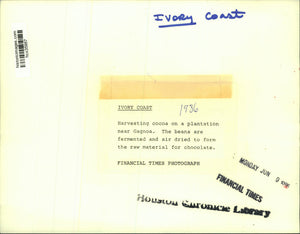 IVORY COAST
IVORY COAST
1986
Harvesting cocoa on a plantation
near Gagnoa. The beans are
fermented and air dried to form
the raw material for chocolate.
FINANCIAL TIMES PHOTOGRAPH
MONDAY JUN 9
FINANCIAL TIMES
Houston Chronicle Library